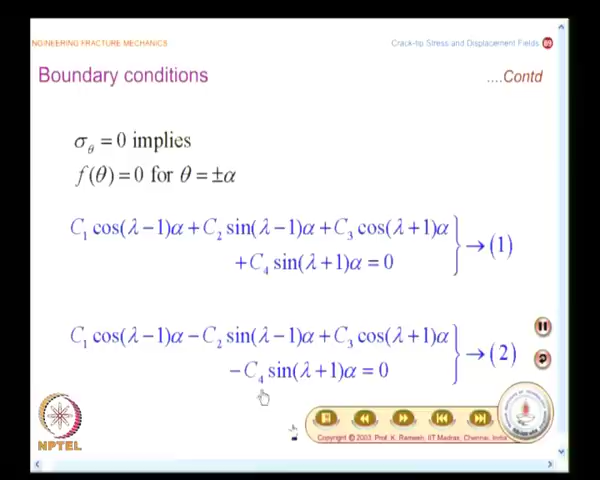 NGINEERING FRACTURE MECHANICS
Crack-tip Stress and Displacement Fields 89
Boundary conditions
....Contd
σ_θ = 0 implies
f(θ) = 0 for θ = ±α
C₁ cos(λ − 1)α + C₂ sin(λ − 1)α + C₃ cos(λ + 1)α
+ C₄ sin(λ + 1)α = 0
→ (1)
C₁ cos(λ − 1)α − C₂ sin(λ − 1)α + C₃ cos(λ + 1)α
− C₄ sin(λ + 1)α = 0
→ (2)
NPTEL
Copyright © 2003 Prof. K. Ramesh, IIT Madras, Chennai, India